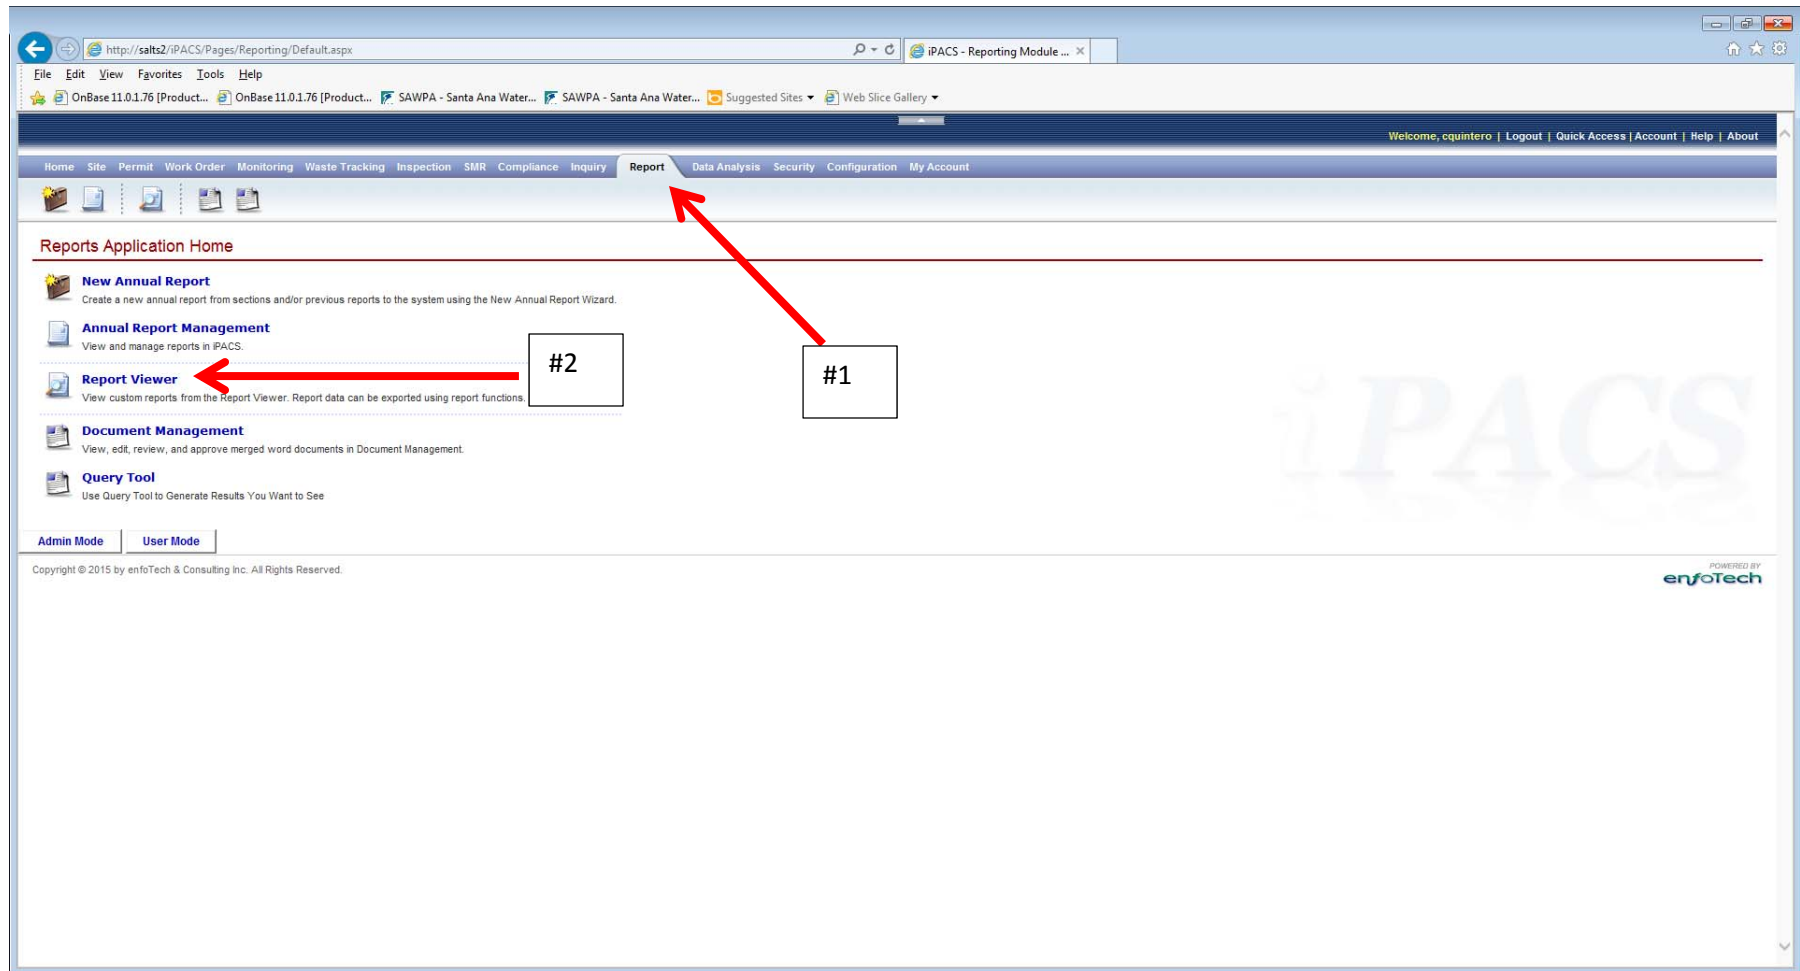 http://salts2/iPACS/Pages/Reporting/Default.aspx
iPACS - Reporting Module ...
File Edit View Favorites Tools Help
OnBase 11.0.1.76 [Product... OnBase 11.0.1.76 [Product... SAWPA - Santa Ana Water... SAWPA - Santa Ana Water... Suggested Sites Web Slice Gallery
Welcome, cquintero | Logout | Quick Access | Account | Help | About
Home Site Permit Work Order Monitoring Waste Tracking Inspection SMR Compliance Inquiry Report Data Analysis Security Configuration My Account
Reports Application Home
New Annual Report
Create a new annual report from sections and/or previous reports to the system using the New Annual Report Wizard.
Annual Report Management
View and manage reports in iPACS.
#2
#1
Report Viewer
View custom reports from the Report Viewer. Report data can be exported using report functions.
Document Management
View, edit, review, and approve merged word documents in Document Management.
Query Tool
Use Query Tool to Generate Results You Want to See
iPACS
Admin Mode User Mode
Copyright © 2015 by enfoTech & Consulting Inc. All Rights Reserved.
POWERED BY
enfoTech